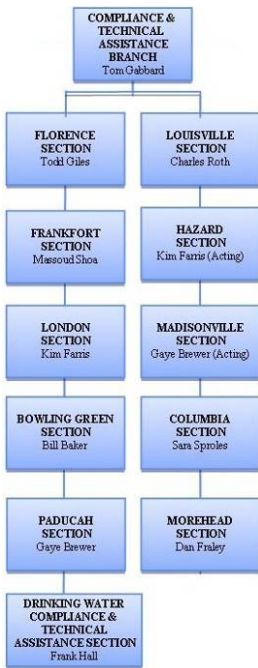 COMPLIANCE &
TECHNICAL
ASSISTANCE
BRANCH
Tom Gabbard
FLORENCE
SECTION
Todd Giles
LOUISVILLE
SECTION
Charles Roth
FRANKFORT
SECTION
Massoud Shoa
HAZARD
SECTION
Kim Farris (Acting)
LONDON
SECTION
Kim Farris
MADISONVILLE
SECTION
Gaye Brewer (Acting)
BOWLING GREEN
SECTION
Bill Baker
COLUMBIA
SECTION
Sara Sproles
PADUCAH
SECTION
Gaye Brewer
MOREHEAD
SECTION
Dan Fraley
DRINKING WATER
COMPLIANCE &
TECHNICAL
ASSISTANCE SECTION
Frank Hall